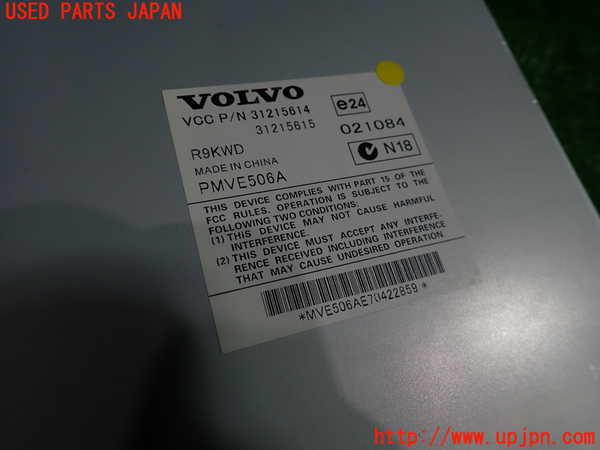 USED PARTS JAPAN
VOLVO
VCC P/N 31215614
31215615
e24
021084
R9KWD
MADE IN CHINA
PMVE506A
N18
THIS DEVICE COMPLIES WITH PART 15 OF THE
FCC RULES. OPERATION IS SUBJECT TO THE
FOLLOWING TWO CONDITIONS:
(1) THIS DEVICE MAY NOT CAUSE HARMFUL
INTERFERENCE.
(2) THIS DEVICE MUST ACCEPT ANY INTERFE-
RENCE RECEIVED INCLUDING INTERFERENCE
THAT MAY CAUSE UNDESIRED OPERATION.
*MVE506AE70422859*
http://www.upjpn.com/